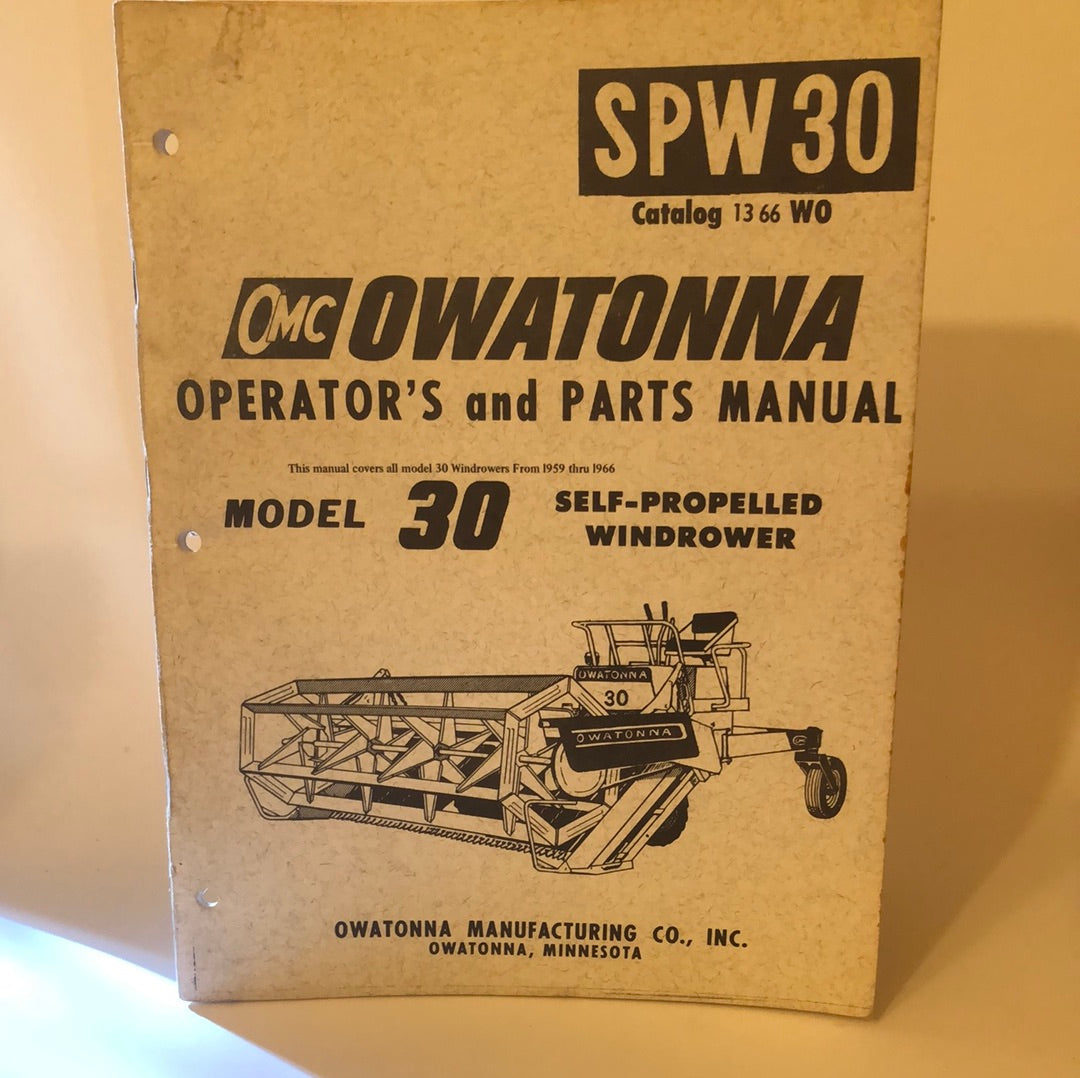 SPW 30
Catalog 13 66 WO
OMC OWATONNA
OPERATOR'S and PARTS MANUAL
This manual covers all model 30 Windrowers From 1959 thru 1966
MODEL 30 SELF-PROPELLED
WINDROWER
OWATONNA
30
OWATONNA
OWATONNA MANUFACTURING CO., INC.
OWATONNA, MINNESOTA